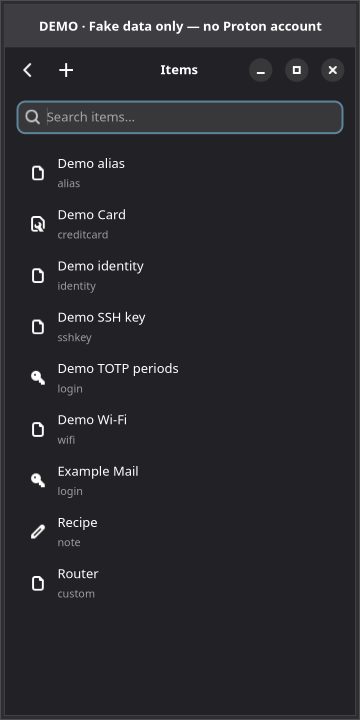 DEMO · Fake data only — no Proton account
Items
Search items...
Demo alias
alias
Demo Card
creditcard
Demo identity
identity
Demo SSH key
sshkey
Demo TOTP periods
login
Demo Wi-Fi
wifi
Example Mail
login
Recipe
note
Router
custom